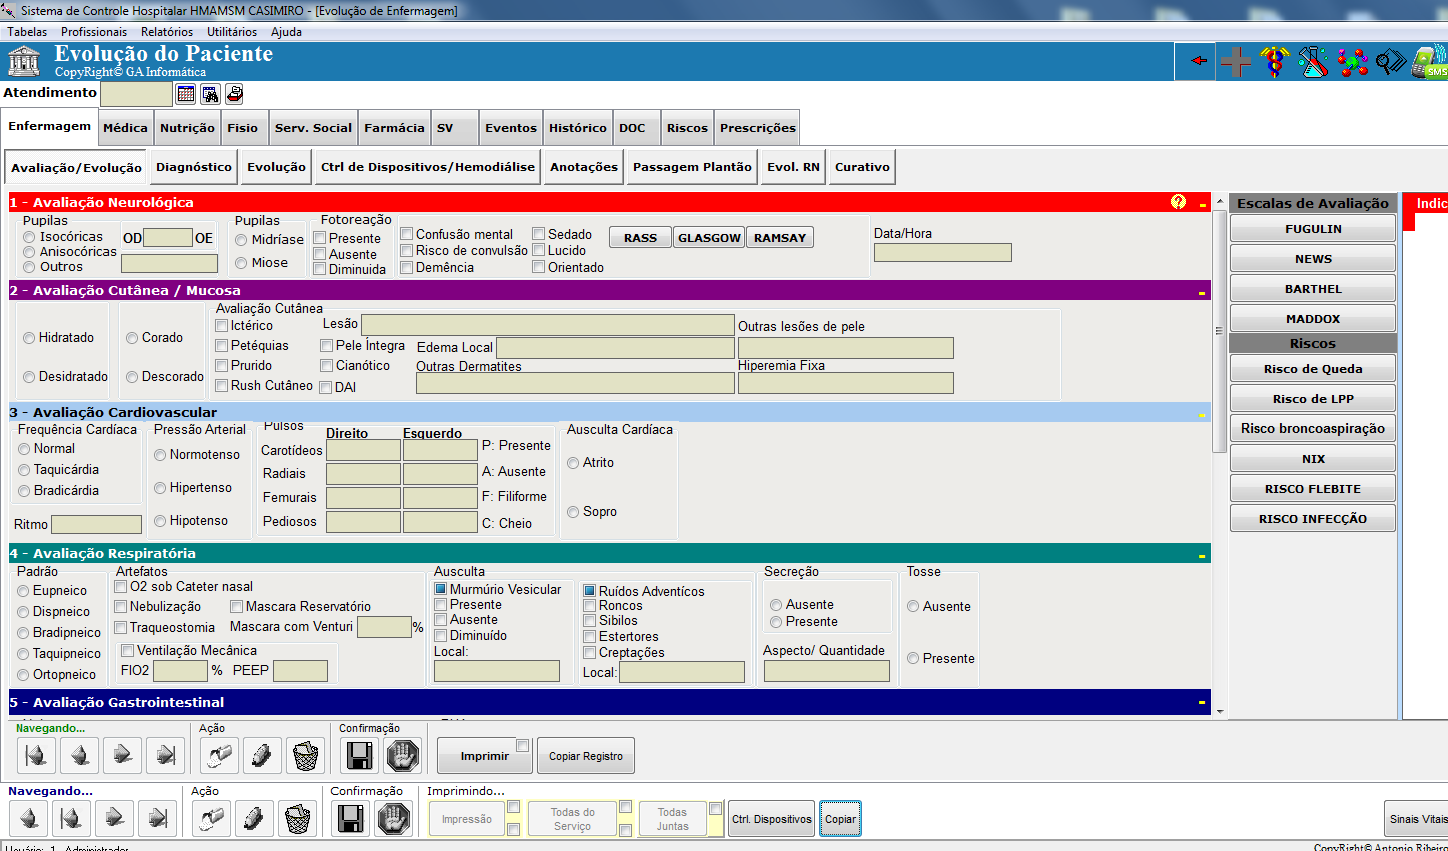 Sistema de Controle Hospitalar HMAMSM CASIMIRO - [Evolução de Enfermagem]
Tabelas Profissionais Relatórios Utilitários Ajuda
Evolução do Paciente
CopyRight© GA Informática
SMS
Atendimento
Enfermagem Médica Nutrição Fisio Serv. Social Farmácia SV Eventos Histórico DOC Riscos Prescrições
Avaliação/Evolução Diagnóstico Evolução Ctrl de Dispositivos/Hemodiálise Anotações Passagem Plantão Evol. RN Curativo
1 - Avaliação Neurológica
Pupilas
Isocóricas
Anisocóricas
Outros
OD OE
Pupilas
Midríase
Miose
Fotoreação
Presente
Ausente
Diminuida
Confusão mental
Risco de convulsão
Demência
Sedado
Lucido
Orientado
RASS GLASGOW RAMSAY
Data/Hora
2 - Avaliação Cutânea / Mucosa
Hidratado
Desidratado
Corado
Descorado
Avaliação Cutânea
Ictérico
Petéquias
Prurido
Rush Cutâneo
Lesão
Pele Íntegra
Cianótico
DAI
Edema Local
Outras Dermatites
Outras lesões de pele
Hiperemia Fixa
3 - Avaliação Cardiovascular
Frequência Cardíaca
Normal
Taquicárdia
Bradicárdia
Ritmo
Pressão Arterial
Normotenso
Hipertenso
Hipotenso
Pulsos
Direito Esquerdo
Carotídeos
Radiais
Femurais
Pediosos
P: Presente
A: Ausente
F: Filiforme
C: Cheio
Ausculta Cardíaca
Atrito
Sopro
4 - Avaliação Respiratória
Padrão
Eupneico
Dispneico
Bradipneico
Taquipneico
Ortopneico
Artefatos
O2 sob Cateter nasal
Nebulização Mascara Reservatório
Traqueostomia Mascara com Venturi %
Ventilação Mecânica
FIO2 % PEEP
Ausculta
Murmúrio Vesicular
Presente
Ausente
Diminuído
Local:
Ruídos Adventícos
Roncos
Sibilos
Estertores
Creptações
Local:
Secreção
Ausente
Presente
Aspecto/ Quantidade
Tosse
Ausente
Presente
5 - Avaliação Gastrointestinal
Escalas de Avaliação
FUGULIN
NEWS
BARTHEL
MADDOX
Riscos
Risco de Queda
Risco de LPP
Risco broncoaspiração
NIX
RISCO FLEBITE
RISCO INFECÇÃO
Indic
Navegando... Ação Confirmação
Imprimir Copiar Registro
Navegando... Ação Confirmação Imprimindo...
Impressão
Todas do
Serviço
Todas
Juntas
Ctrl. Dispositivos
Copiar
Sinais Vitais
Usuário: 1 - Administrador
CopyRight© Antonio Ribeiro